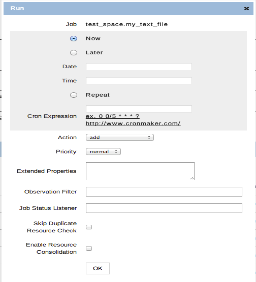 Run
Job test_space.my_text_file
Now
Later
Date
Time
Repeat
Cron Expression ex. 0 0/5 * * * ?
http://www.cronmaker.com/
Action add
Priority normal
Extended Properties
Observation Filter
Job Status Listener
Skip Duplicate
Resource Check
Enable Resource
Consolidation
OK